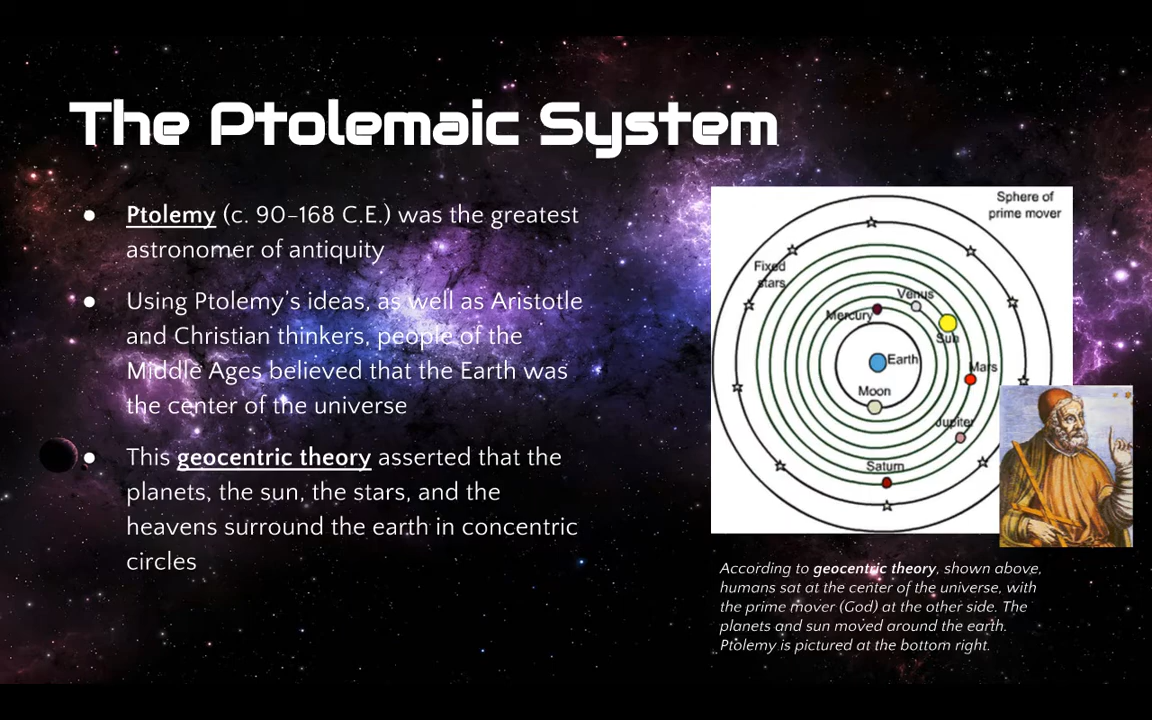 The Ptolemaic System
● Ptolemy (c. 90–168 C.E.) was the greatest
astronomer of antiquity
● Using Ptolemy's ideas, as well as Aristotle
and Christian thinkers, people of the
Middle Ages believed that the Earth was
the center of the universe
● This geocentric theory asserted that the
planets, the sun, the stars, and the
heavens surround the earth in concentric
circles
Sphere of
prime mover
Fixed
stars
Venus
Mercury
Sun
Earth
Mars
Moon
Jupiter
Saturn
According to geocentric theory, shown above,
humans sat at the center of the universe, with
the prime mover (God) at the other side. The
planets and sun moved around the earth.
Ptolemy is pictured at the bottom right.